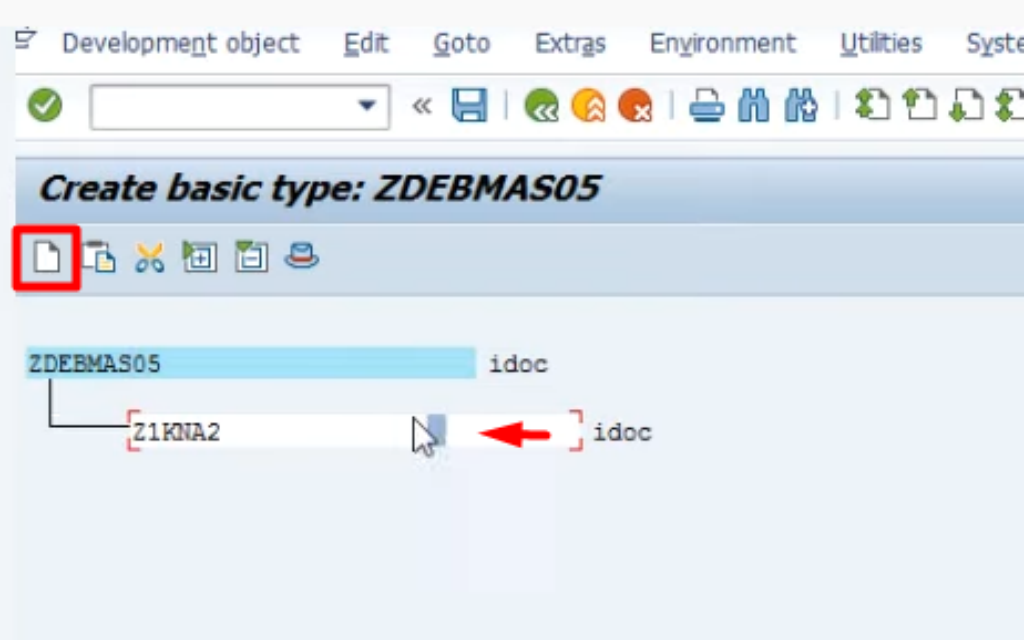 Development object Edit Goto Extras Environment Utilities Syste
Create basic type: ZDEBMAS05
ZDEBMAS05 idoc
Z1KNA2 idoc